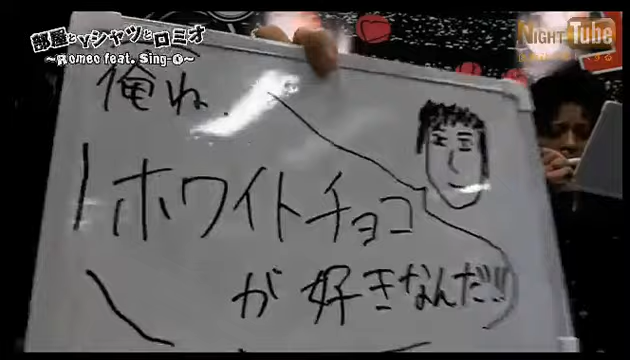 部屋とYシャツとロミオ
~Romeo feat. Sing-O~
NIGHT Tube
俺ね、
ホワイトチョコ
が好きなんだ!!